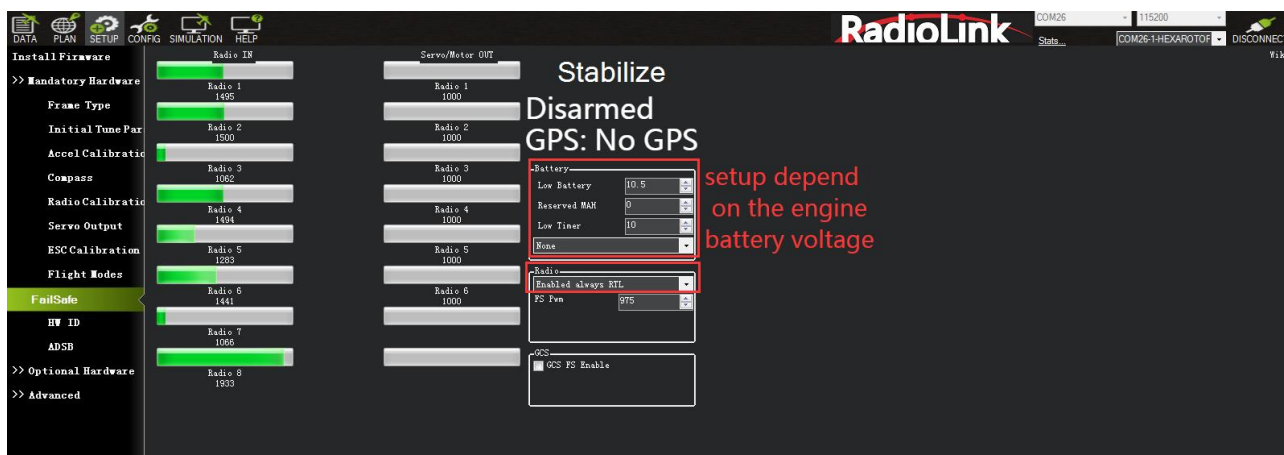 DATA PLAN SETUP CONFIG SIMULATION HELP
RadioLink
COM26 115200
Stats... COM26-1-HEXAROTOF DISCONNEC
Wik
Install Firmware
>> Mandatory Hardware
Frame Type
Initial Tune Par
Accel Calibratic
Compass
Radio Calibratic
Servo Output
ESC Calibration
Flight Modes
FailSafe
HW ID
ADSB
>> Optional Hardware
>> Advanced
Radio IN
Radio 1
1495
Radio 2
1500
Radio 3
1062
Radio 4
1494
Radio 5
1283
Radio 6
1441
Radio 7
1066
Radio 8
1933
Servo/Motor OUT
Radio 1
1000
Radio 2
1000
Radio 3
1000
Radio 4
1000
Radio 5
1000
Radio 6
1000
Stabilize
Disarmed
GPS: No GPS
Battery
Low Battery 10.5
Reserved MAH 0
Low Timer 10
None
setup depend
on the engine
battery voltage
Radio
Enabled always RTL
FS Pwm 975
GCS
GCS FS Enable